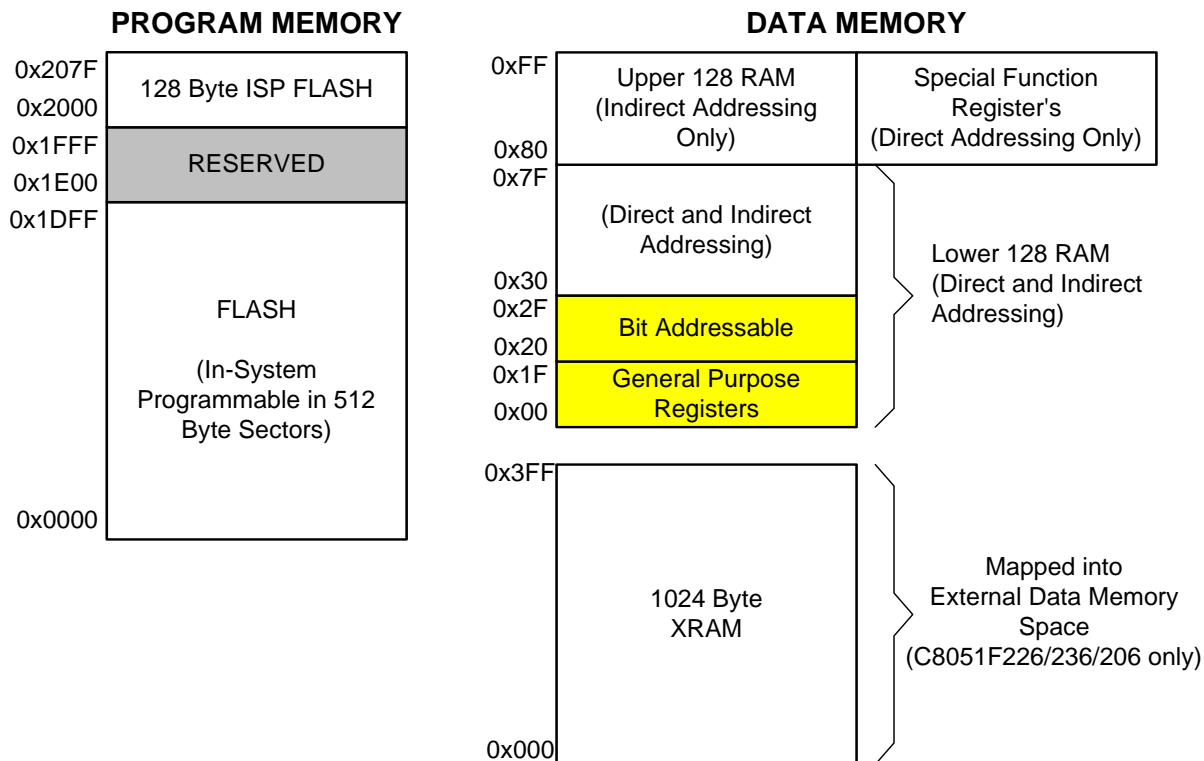 PROGRAM MEMORY
0x207F
128 Byte ISP FLASH
0x2000
0x1FFF
RESERVED
0x1E00
0x1DFF
FLASH
(In-System
Programmable in 512
Byte Sectors)
0x0000
DATA MEMORY
0xFF
Upper 128 RAM
(Indirect Addressing
Only)
0x80
Special Function
Register's
(Direct Addressing Only)
0x7F
(Direct and Indirect
Addressing)
0x30
0x2F
Bit Addressable
0x20
0x1F
General Purpose
Registers
0x00
Lower 128 RAM
(Direct and Indirect
Addressing)
0x3FF
1024 Byte
XRAM
0x000
Mapped into
External Data Memory
Space
(C8051F226/236/206 only)